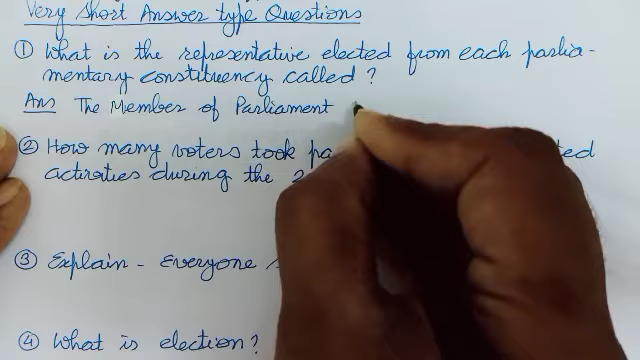 Very Short Answer type Questions
① What is the representative elected from each parlia-
mentary constituency called ?
Ans The Member of Parliament
② How many voters took
activities during the
③ Explain - Everyone
④ What is election?